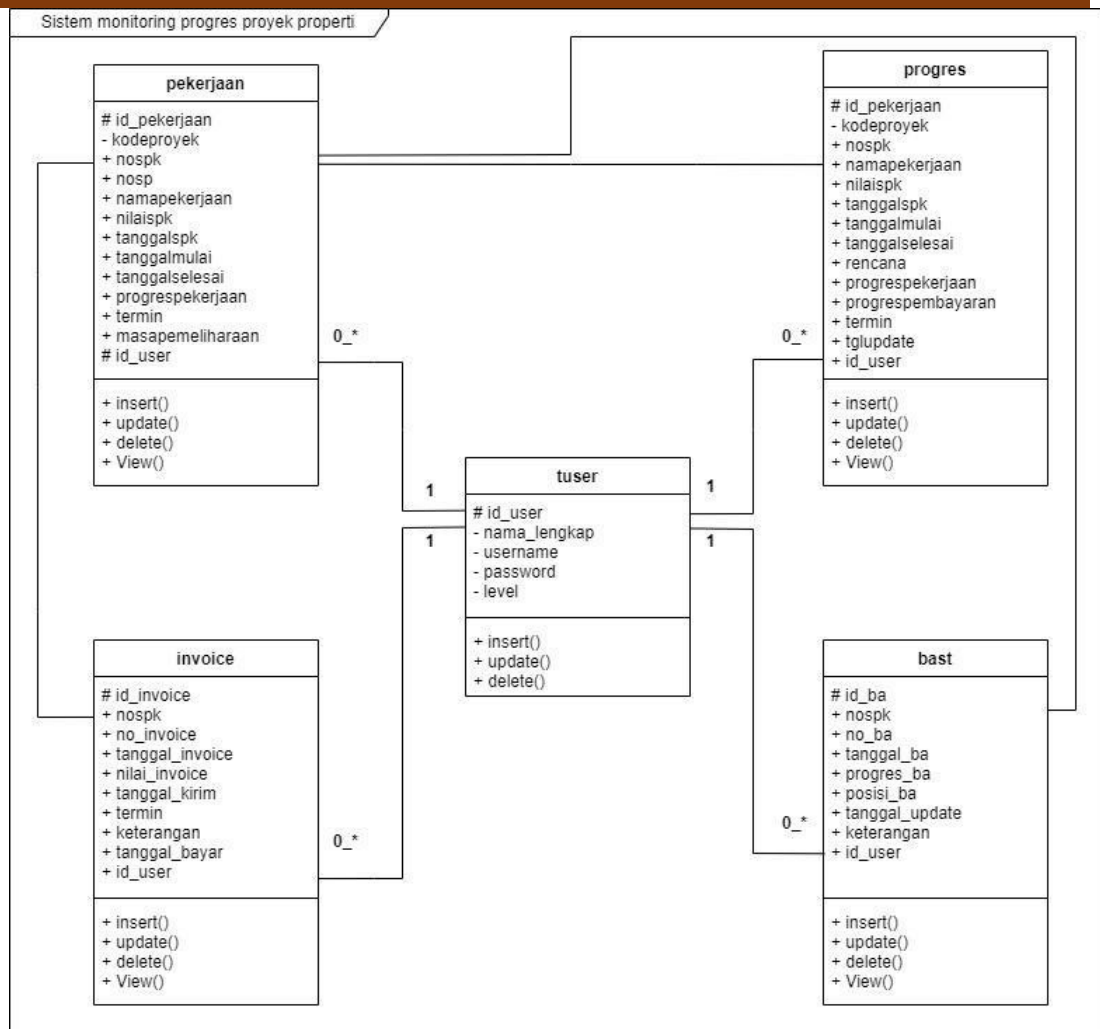 Sistem monitoring progres proyek properti
pekerjaan
# id_pekerjaan
- kodeproyek
+ nospk
+ nosp
+ namapekerjaan
+ nilaispk
+ tanggalspk
+ tanggalmulai
+ tanggalselesai
+ progrespekerjaan
+ termin
+ masapemeliharaan
# id_user
+ insert()
+ update()
+ delete()
+ View()
0_*
progres
# id_pekerjaan
- kodeproyek
+ nospk
+ namapekerjaan
+ nilaispk
+ tanggalspk
+ tanggalmulai
+ tanggalselesai
+ rencana
+ progrespekerjaan
+ progrespembayaran
+ termin
+ tglupdate
+ id_user
+ insert()
+ update()
+ delete()
+ View()
0_*
1
1
tuser
# id_user
- nama_lengkap
- username
- password
- level
+ insert()
+ update()
+ delete()
1
1
invoice
# id_invoice
+ nospk
+ no_invoice
+ tanggal_invoice
+ nilai_invoice
+ tanggal_kirim
+ termin
+ keterangan
+ tanggal_bayar
+ id_user
+ insert()
+ update()
+ delete()
+ View()
0_*
bast
# id_ba
+ nospk
+ no_ba
+ tanggal_ba
+ progres_ba
+ posisi_ba
+ tanggal_update
+ keterangan
+ id_user
+ insert()
+ update()
+ delete()
+ View()
0_*